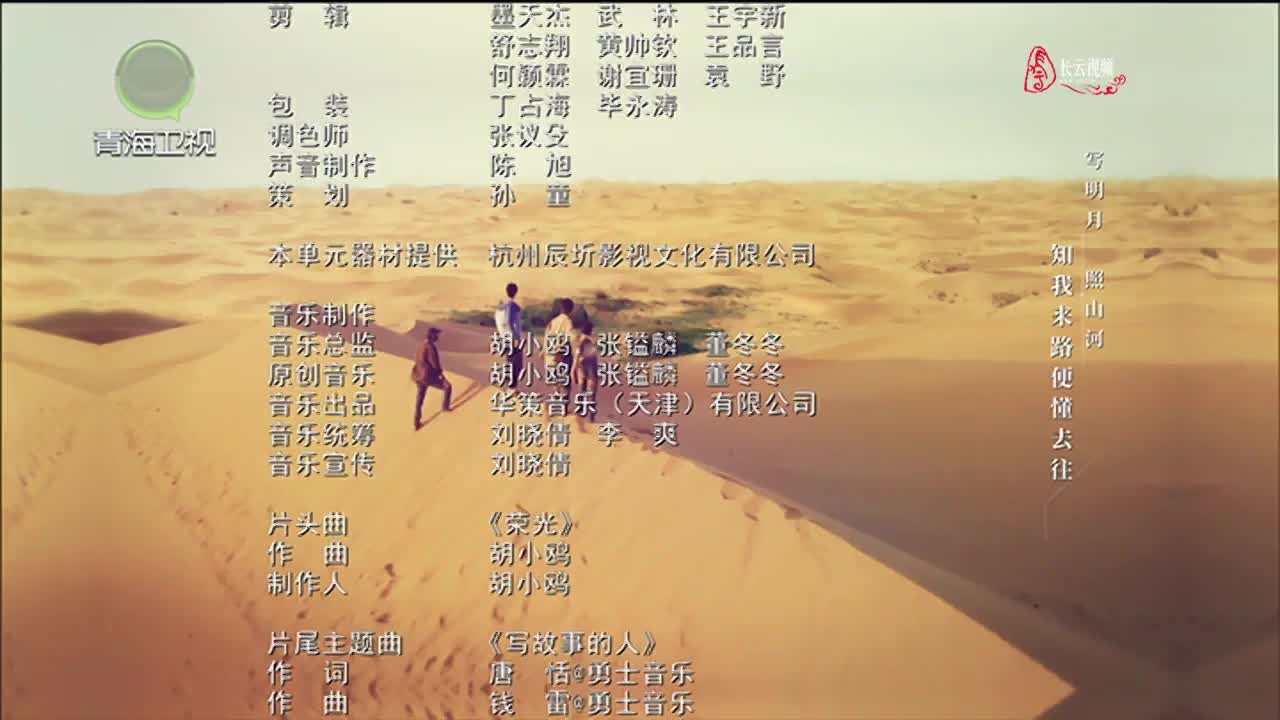 剪　辑　墨天杰　武　林　王宇新
舒志翔　黄帅钦　王品言
何颢霖　谢宜珊　袁　野
包　装　丁占海　毕永涛
调色师　张议殳
声音制作　陈　旭
策　划　孙　童
本单元器材提供　杭州辰圻影视文化有限公司
音乐制作
音乐总监　胡小鸥　张镒麟　董冬冬
原创音乐　胡小鸥　张镒麟　董冬冬
音乐出品　华策音乐（天津）有限公司
音乐统筹　刘晓倩　李　爽
音乐宣传　刘晓倩
片头曲　《荣光》
作　曲　胡小鸥
制作人　胡小鸥
片尾主题曲　《写故事的人》
作　词　唐　恬@勇士音乐
作　曲　钱　雷@勇士音乐
青海卫视
长云视频
写明月　照山河
知我来路便懂去往